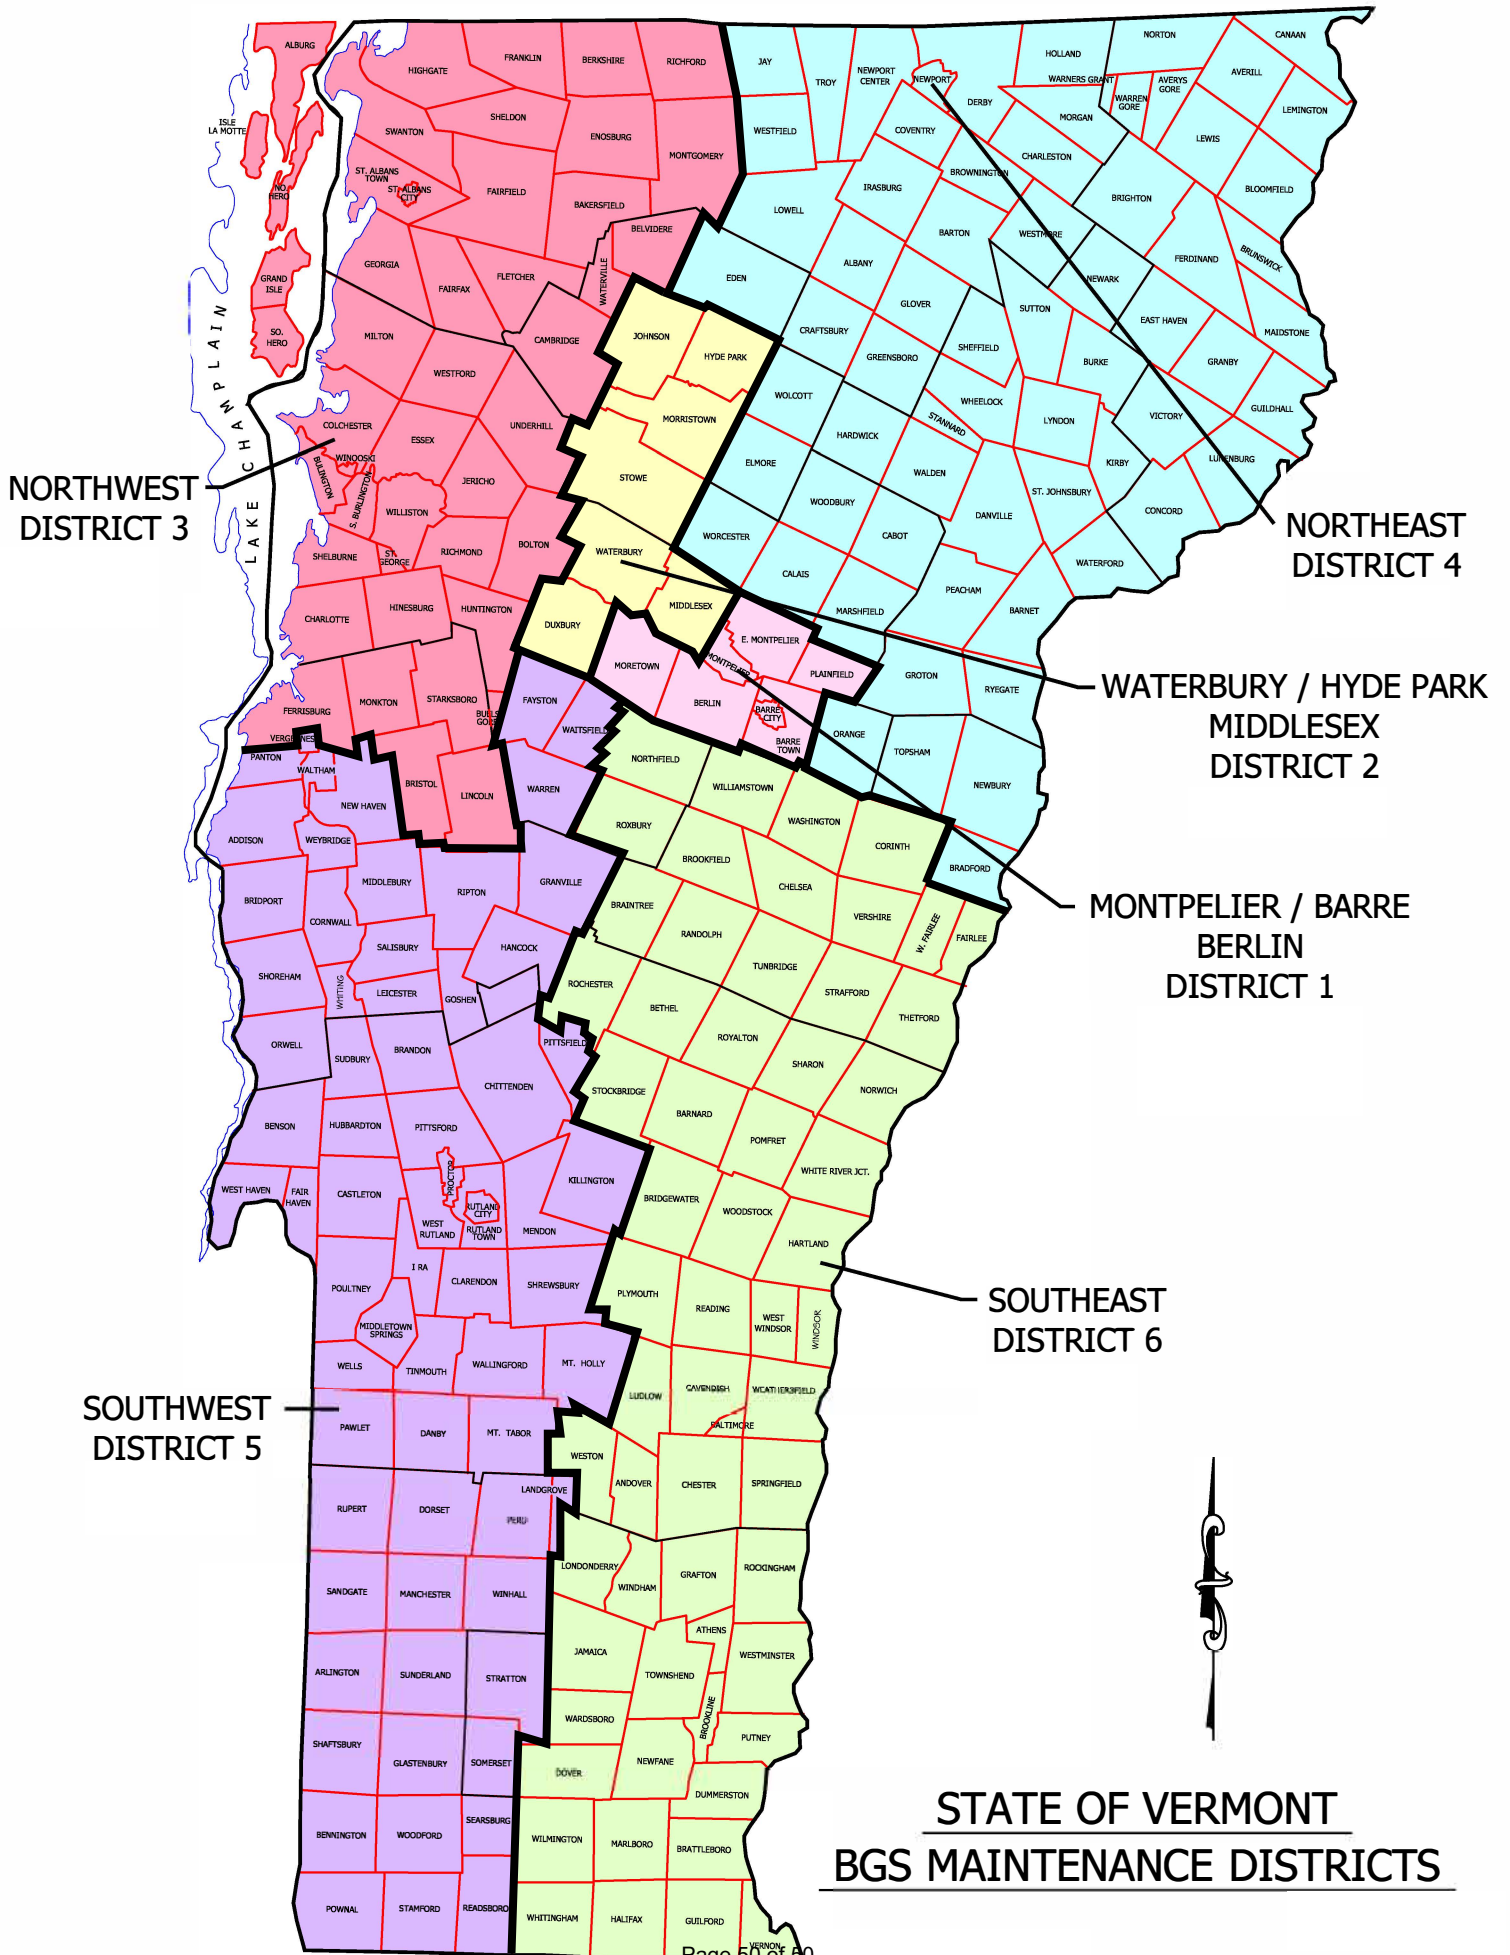 ALBURG
ISLE
LA MOTTE
NO.
HERO
GRAND
ISLE
SO.
HERO
LAKE CHAMPLAIN
HIGHGATE
FRANKLIN
BERKSHIRE
RICHFORD
SWANTON
SHELDON
ENOSBURG
MONTGOMERY
ST. ALBANS
TOWN
ST. ALBANS
CITY
FAIRFIELD
BAKERSFIELD
BELVIDERE
WATERVILLE
GEORGIA
FAIRFAX
FLETCHER
CAMBRIDGE
MILTON
WESTFORD
UNDERHILL
COLCHESTER
ESSEX
WINOOSKI
BULINGTON
S. BURLINGTON
JERICHO
WILLISTON
BOLTON
SHELBURNE
ST.
GEORGE
RICHMOND
CHARLOTTE
HINESBURG
HUNTINGTON
FERRISBURG
MONKTON
STARKSBORO
BUELS
GORE
VERGENNES
BRISTOL
LINCOLN
NORTHWEST
DISTRICT 3
JAY
TROY
NEWPORT
CENTER
NEWPORT
DERBY
HOLLAND
NORTON
CANAAN
WARNERS GRANT
WARREN
GORE
AVERYS
GORE
AVERILL
LEMINGTON
WESTFIELD
COVENTRY
MORGAN
LEWIS
CHARLESTON
BROWNINGTON
IRASBURG
BLOOMFIELD
BRIGHTON
LOWELL
BARTON
WESTMORE
BRUNSWICK
FERDINAND
ALBANY
EDEN
NEWARK
GLOVER
SUTTON
EAST HAVEN
MAIDSTONE
CRAFTSBURY
GREENSBORO
SHEFFIELD
BURKE
GRANBY
WOLCOTT
WHEELOCK
STANNARD
LYNDON
VICTORY
GUILDHALL
HARDWICK
ELMORE
WALDEN
KIRBY
LUNENBURG
WOODBURY
ST. JOHNSBURY
DANVILLE
CONCORD
WORCESTER
CABOT
CALAIS
PEACHAM
WATERFORD
MARSHFIELD
BARNET
GROTON
RYEGATE
ORANGE
TOPSHAM
NEWBURY
BRADFORD
NORTHEAST
DISTRICT 4
JOHNSON
HYDE PARK
MORRISTOWN
STOWE
WATERBURY
MIDDLESEX
DUXBURY
WATERBURY / HYDE PARK
MIDDLESEX
DISTRICT 2
E. MONTPELIER
MORETOWN
MONTPELIER
PLAINFIELD
BERLIN
BARRE
CITY
BARRE
TOWN
MONTPELIER / BARRE
BERLIN
DISTRICT 1
FAYSTON
WAITSFIELD
WARREN
PANTON
WALTHAM
NEW HAVEN
ADDISON
WEYBRIDGE
MIDDLEBURY
RIPTON
GRANVILLE
BRIDPORT
CORNWALL
SALISBURY
HANCOCK
SHOREHAM
WHITING
LEICESTER
GOSHEN
ORWELL
SUDBURY
BRANDON
CHITTENDEN
PITTSFIELD
BENSON
HUBBARDTON
PITTSFORD
WEST HAVEN
FAIR
HAVEN
CASTLETON
PROCTOR
RUTLAND
CITY
WEST
RUTLAND
RUTLAND
TOWN
MENDON
KILLINGTON
POULTNEY
I RA
CLARENDON
SHREWSBURY
MIDDLETOWN
SPRINGS
WELLS
TINMOUTH
WALLINGFORD
MT. HOLLY
PAWLET
DANBY
MT. TABOR
LANDGROVE
RUPERT
DORSET
PERU
SANDGATE
MANCHESTER
WINHALL
ARLINGTON
SUNDERLAND
STRATTON
SHAFTSBURY
GLASTENBURY
SOMERSET
BENNINGTON
WOODFORD
SEARSBURG
POWNAL
STAMFORD
READSBORO
SOUTHWEST
DISTRICT 5
NORTHFIELD
WILLIAMSTOWN
WASHINGTON
CORINTH
ROXBURY
BROOKFIELD
CHELSEA
BRAINTREE
RANDOLPH
VERSHIRE
W. FAIRLEE
FAIRLEE
TUNBRIDGE
STRAFFORD
THETFORD
ROCHESTER
BETHEL
ROYALTON
SHARON
NORWICH
STOCKBRIDGE
BARNARD
POMFRET
WHITE RIVER JCT.
BRIDGEWATER
WOODSTOCK
HARTLAND
PLYMOUTH
READING
WEST
WINDSOR
WINDSOR
LUDLOW
CAVENDISH
WEATHERSFIELD
BALTIMORE
WESTON
ANDOVER
CHESTER
SPRINGFIELD
LONDONDERRY
WINDHAM
GRAFTON
ROCKINGHAM
ATHENS
JAMAICA
TOWNSHEND
WESTMINSTER
WARDSBORO
BROOKLINE
PUTNEY
DOVER
NEWFANE
DUMMERSTON
WILMINGTON
MARLBORO
BRATTLEBORO
WHITINGHAM
HALIFAX
GUILFORD
VERNON
SOUTHEAST
DISTRICT 6
STATE OF VERMONT
BGS MAINTENANCE DISTRICTS
Page 50 of 50